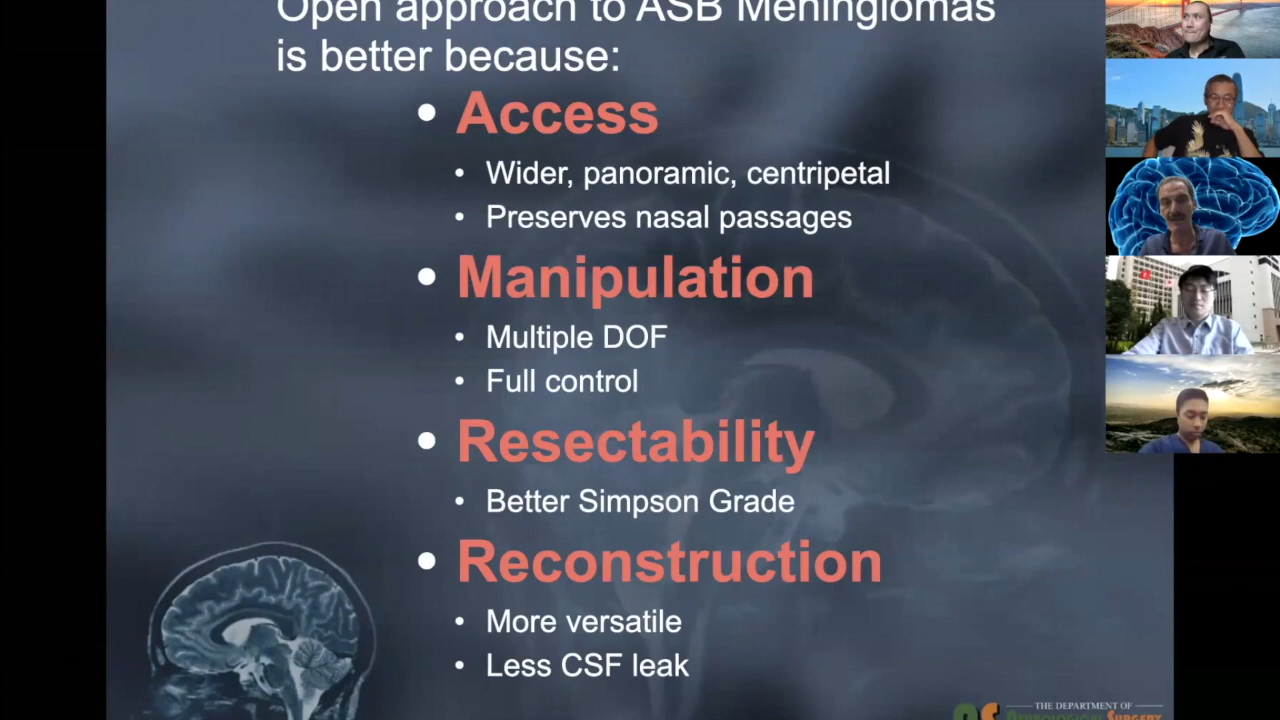 Open approach to ASB Meningiomas
is better because:
• Access
• Wider, panoramic, centripetal
• Preserves nasal passages
• Manipulation
• Multiple DOF
• Full control
• Resectability
• Better Simpson Grade
• Reconstruction
• More versatile
• Less CSF leak
THE DEPARTMENT OF